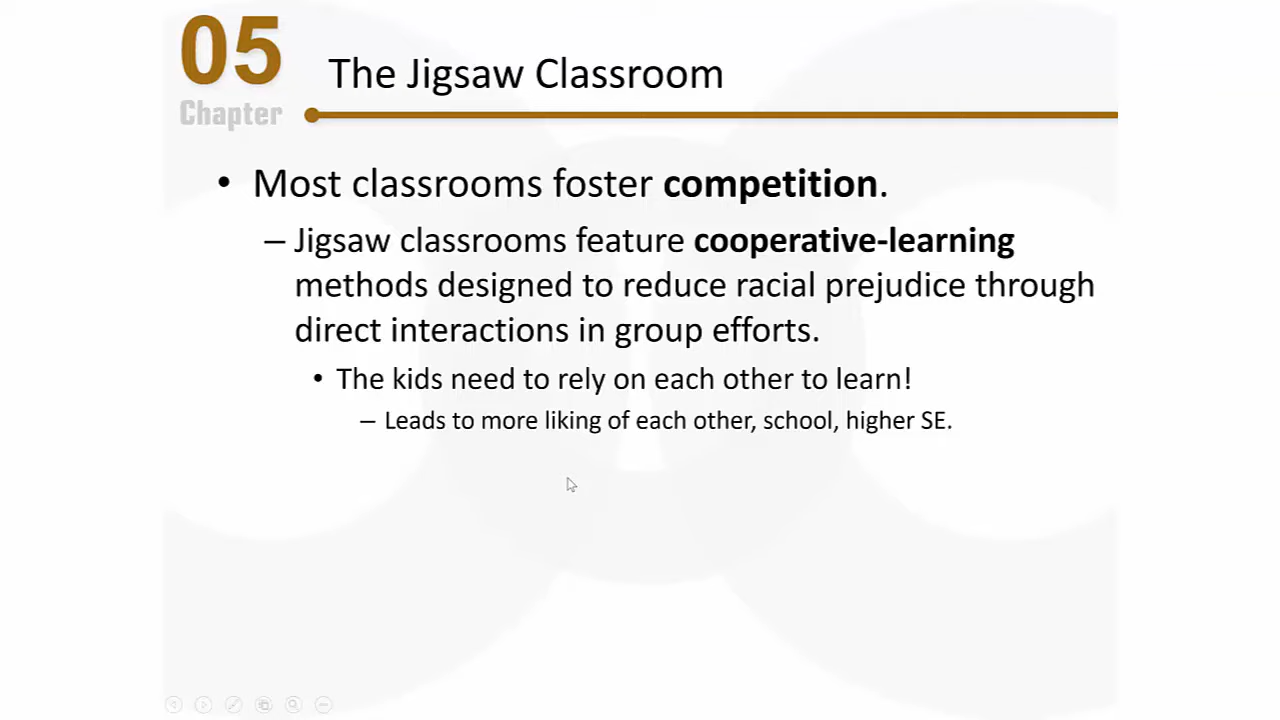 05
Chapter
The Jigsaw Classroom
• Most classrooms foster competition.
– Jigsaw classrooms feature cooperative-learning
methods designed to reduce racial prejudice through
direct interactions in group efforts.
• The kids need to rely on each other to learn!
– Leads to more liking of each other, school, higher SE.